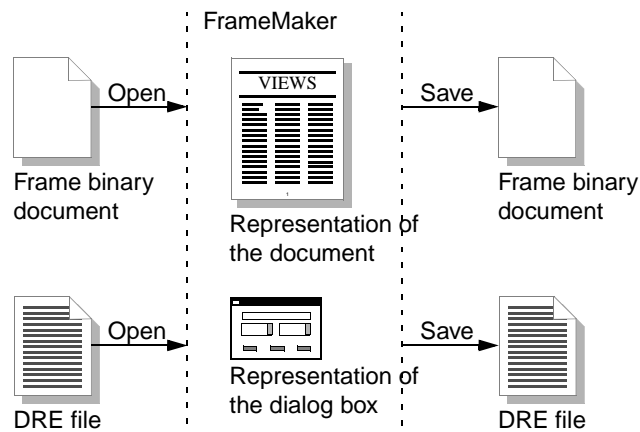 FrameMaker
VIEWS
Open
Save
Frame binary
document
Representation of
the document
Frame binary
document
Open
Save
DRE file
Representation of
the dialog box
DRE file